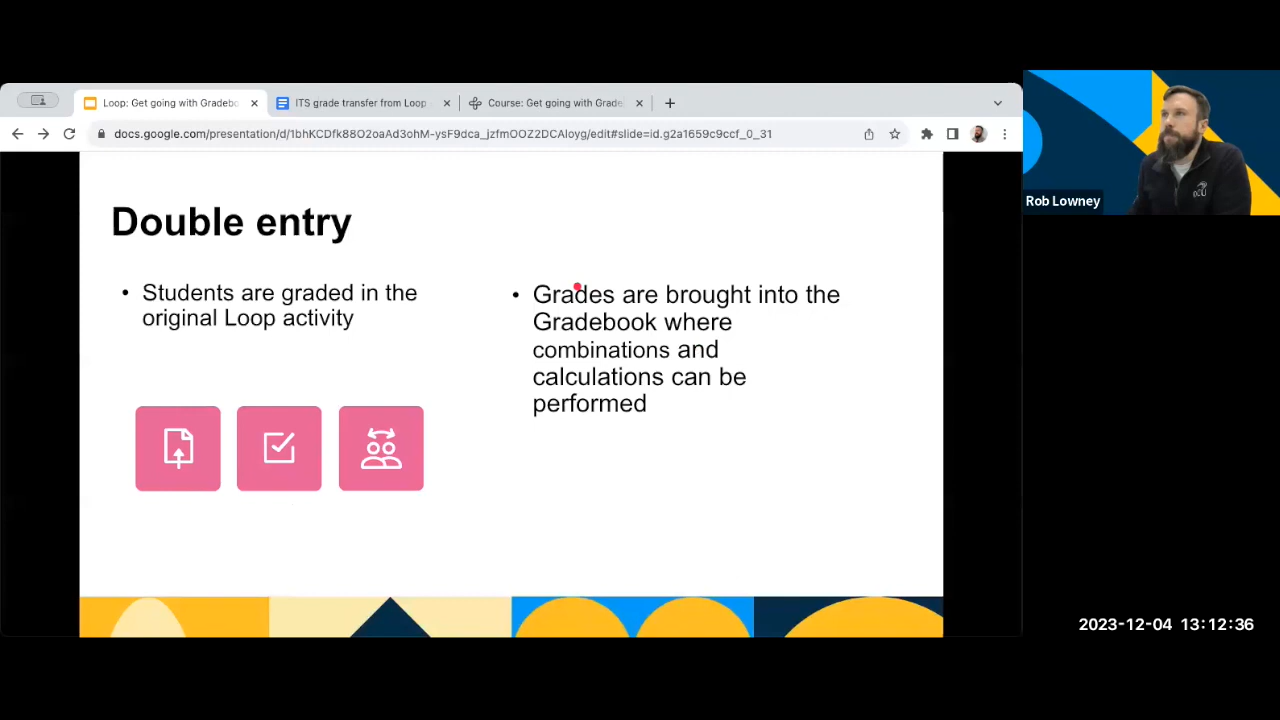 Loop: Get going with Gradebo
ITS grade transfer from Loop
Course: Get going with Grade
docs.google.com/presentation/d/1bhKCDfk88O2oaAd3ohM-ysF9dca_jzfmOOZ2DCAloyg/edit#slide=id.g2a1659c9ccf_0_31
Double entry
• Students are graded in the
original Loop activity
• Grades are brought into the
Gradebook where
combinations and
calculations can be
performed
DCU
Rob Lowney
2023-12-04 13:12:36